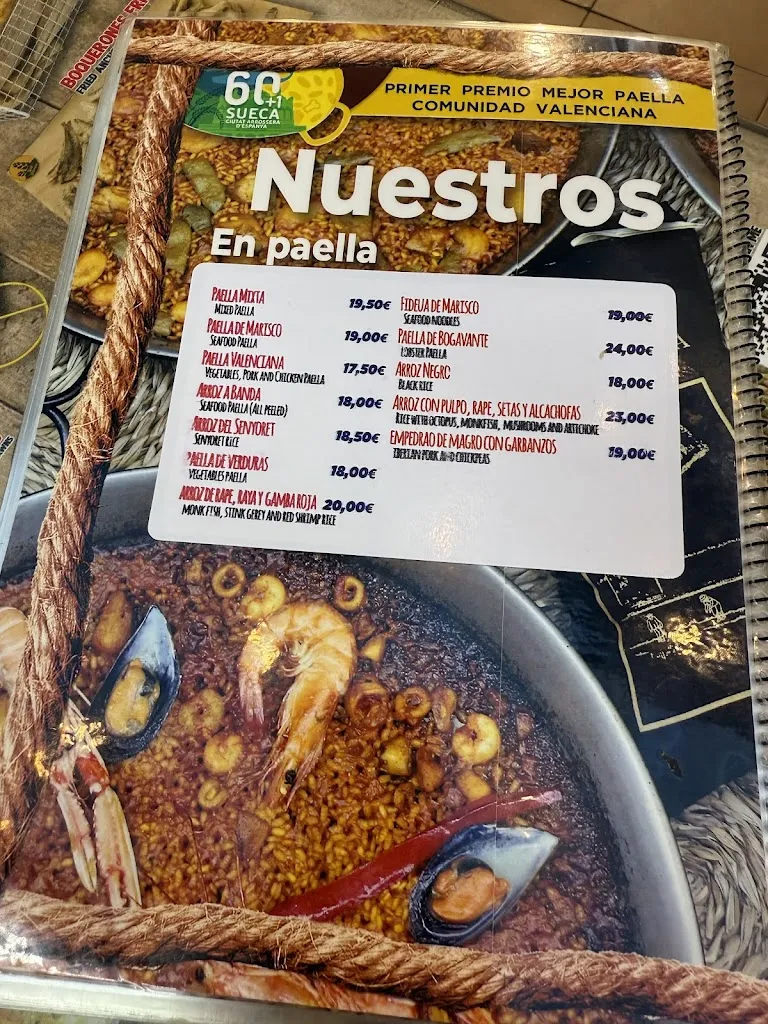 BOQUERONES FRI
60+1
SUECA
CIUTAT ARROSSERA
D'ESPANYA
PRIMER PREMIO MEJOR PAELLA
COMUNIDAD VALENCIANA
Nuestros
En paella
PAELLA MIXTA 19,50€
MIXED PAELLA
PAELLA DE MARISCO 19,00€
SEAFOOD PAELLA
PAELLA VALENCIANA 17,50€
VEGETABLES, PORK AND CHICKEN PAELLA
ARROZ A BANDA 18,00€
SEAFOOD PAELLA (ALL PEELED)
ARROZ DEL SENYORET 18,50€
SENYORET RICE
PAELLA DE VERDURAS 18,00€
VEGETABLES PAELLA
ARROZ DE RAPE, RAYA Y GAMBA ROJA 20,00€
MONK FISH, STINK GEREY AND RED SHRIMP RICE
FIDEUA DE MARISCO 19,00€
SEAFOOD NOODLES
PAELLA DE BOGAVANTE 24,00€
LOBSTER PAELLA
ARROZ NEGRO 18,00€
BLACK RICE
ARROZ CON PULPO, RAPE, SETAS Y ALCACHOFAS 23,00€
RICE WITH OCTOPUS, MONKFISH, MUSHROOMS AND ARTICHOKE
EMPEDRAO DE MAGRO CON GARBANZOS 19,00€
IBERIAN PORK AND CHICKPEAS